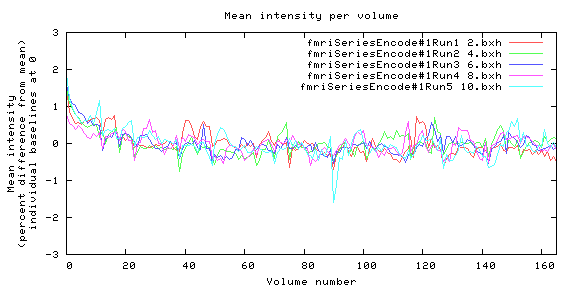 Mean intensity per volume
fmriSeriesEncode#1Run1 2.bxh
fmriSeriesEncode#1Run2 4.bxh
fmriSeriesEncode#1Run3 6.bxh
fmriSeriesEncode#1Run4 8.bxh
fmriSeriesEncode#1Run5 10.bxh
Mean intensity
(percent difference from mean)
individual baselines at 0
3
2
1
0
-1
-2
-3
0 20 40 60 80 100 120 140 160
Volume number